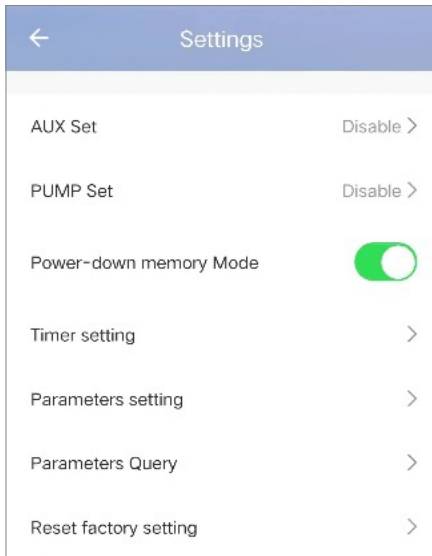 Settings
AUX Set Disable
PUMP Set Disable
Power-down memory Mode
Timer setting
Parameters setting
Parameters Query
Reset factory setting